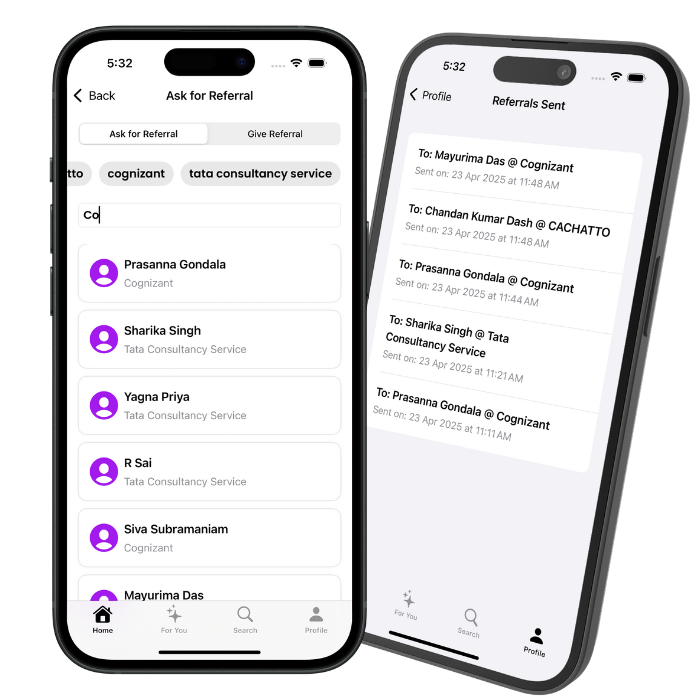 5:32
Back
Ask for Referral
Ask for Referral
Give Referral
tto
cognizant
tata consultancy service
Co
Prasanna Gondala
Cognizant
Sharika Singh
Tata Consultancy Service
Yagna Priya
Tata Consultancy Service
R Sai
Tata Consultancy Service
Siva Subramaniam
Cognizant
Mayurima Das
Home
For You
Search
Profile
5:32
Profile
Referrals Sent
To: Mayurima Das @ Cognizant
Sent on: 23 Apr 2025 at 11:48 AM
To: Chandan Kumar Dash @ CACHATTO
Sent on: 23 Apr 2025 at 11:48 AM
To: Prasanna Gondala @ Cognizant
Sent on: 23 Apr 2025 at 11:44 AM
To: Sharika Singh @ Tata
Consultancy Service
Sent on: 23 Apr 2025 at 11:21 AM
To: Prasanna Gondala @ Cognizant
Sent on: 23 Apr 2025 at 11:11 AM
For You
Search
Profile